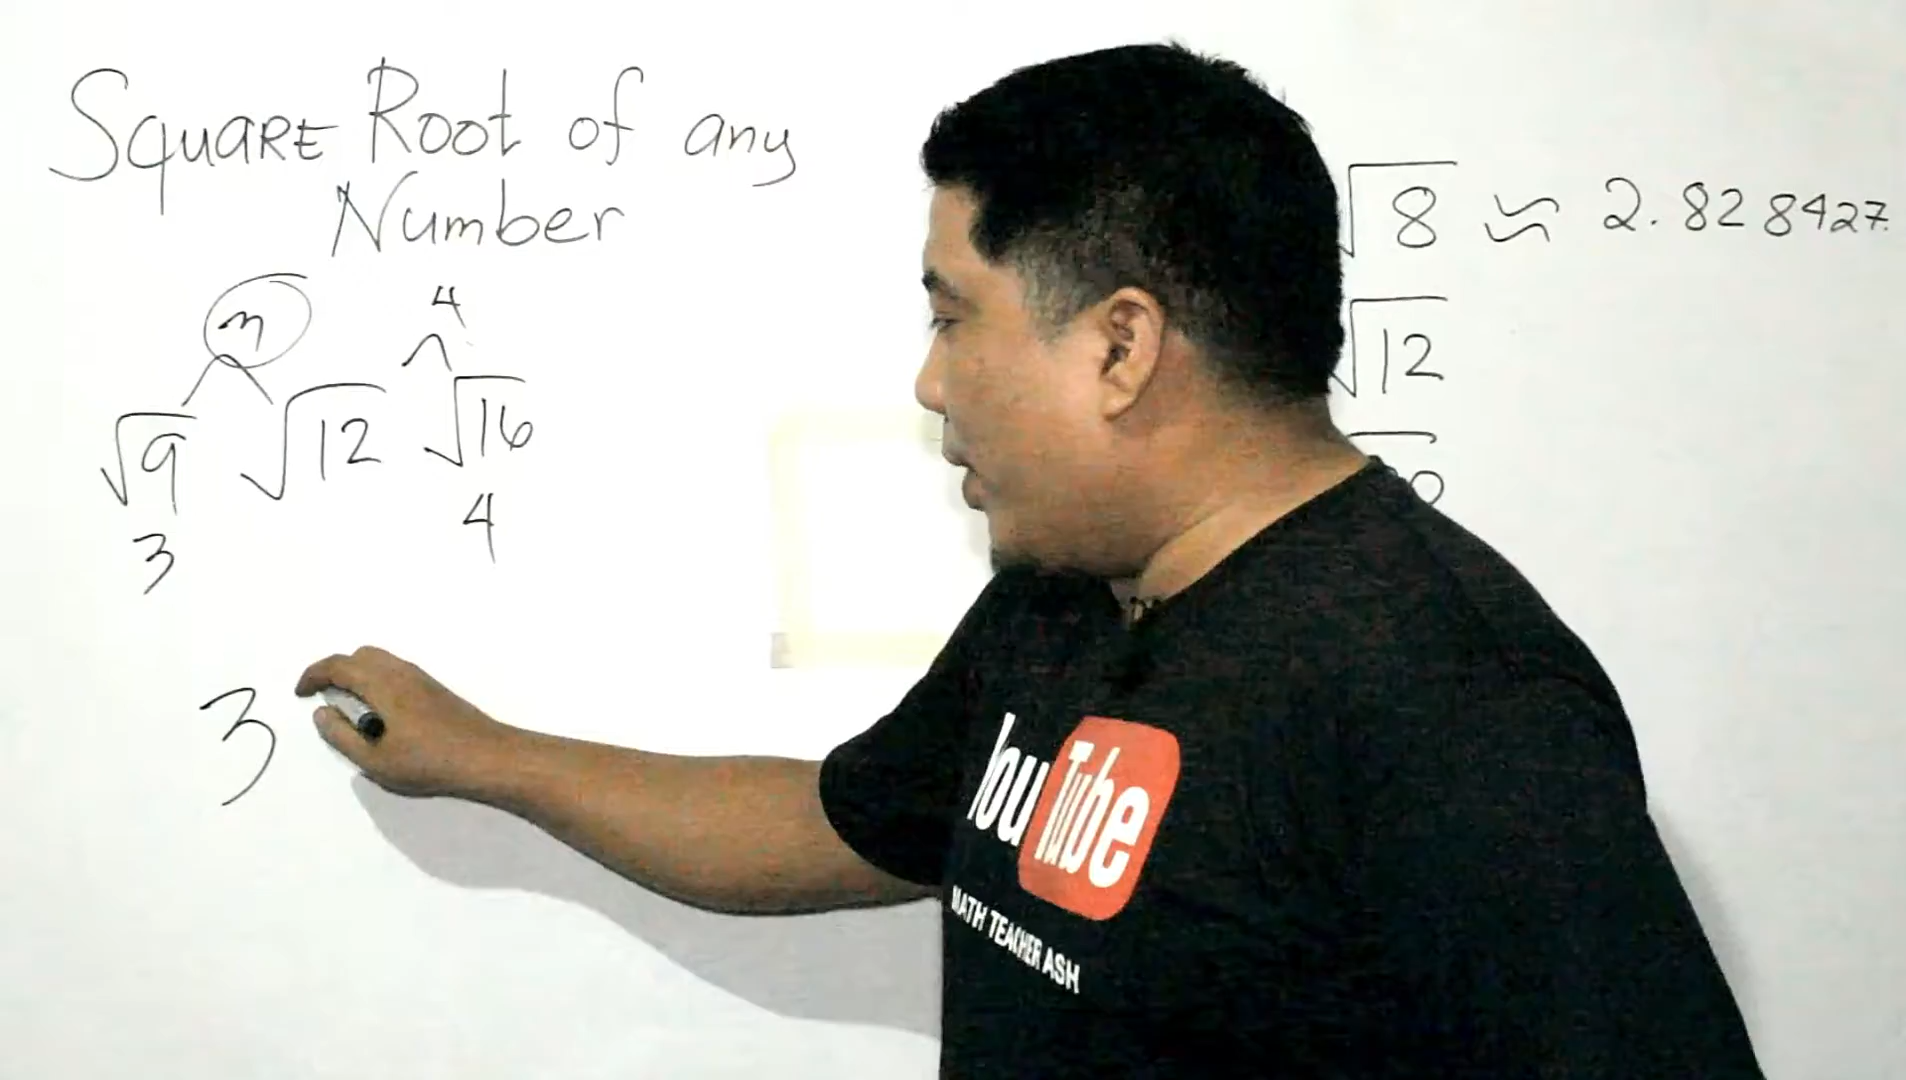 SQUARE Root of any
Number
3
4
√9 √12 √16
3
4
3
√8 ≈ 2.828427.
√12
YouTube
MATH TEACHER ASH